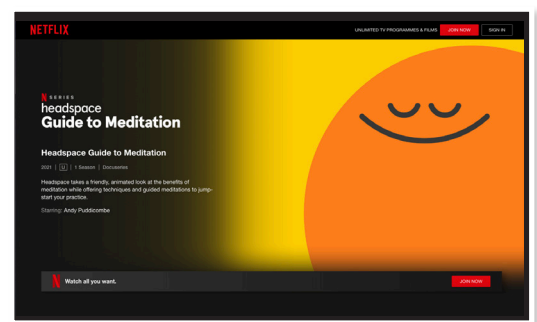 NETFLIX
UNLIMITED TV PROGRAMMES & FILMS
JOIN NOW
SIGN IN
N SERIES
headspace
Guide to Meditation
Headspace Guide to Meditation
2021 | U | 1 Season | Docuseries
Headspace takes a friendly, animated look at the benefits of
meditation while offering techniques and guided meditations to jump-
start your practice.
Starring: Andy Puddicombe
N Watch all you want.
JOIN NOW